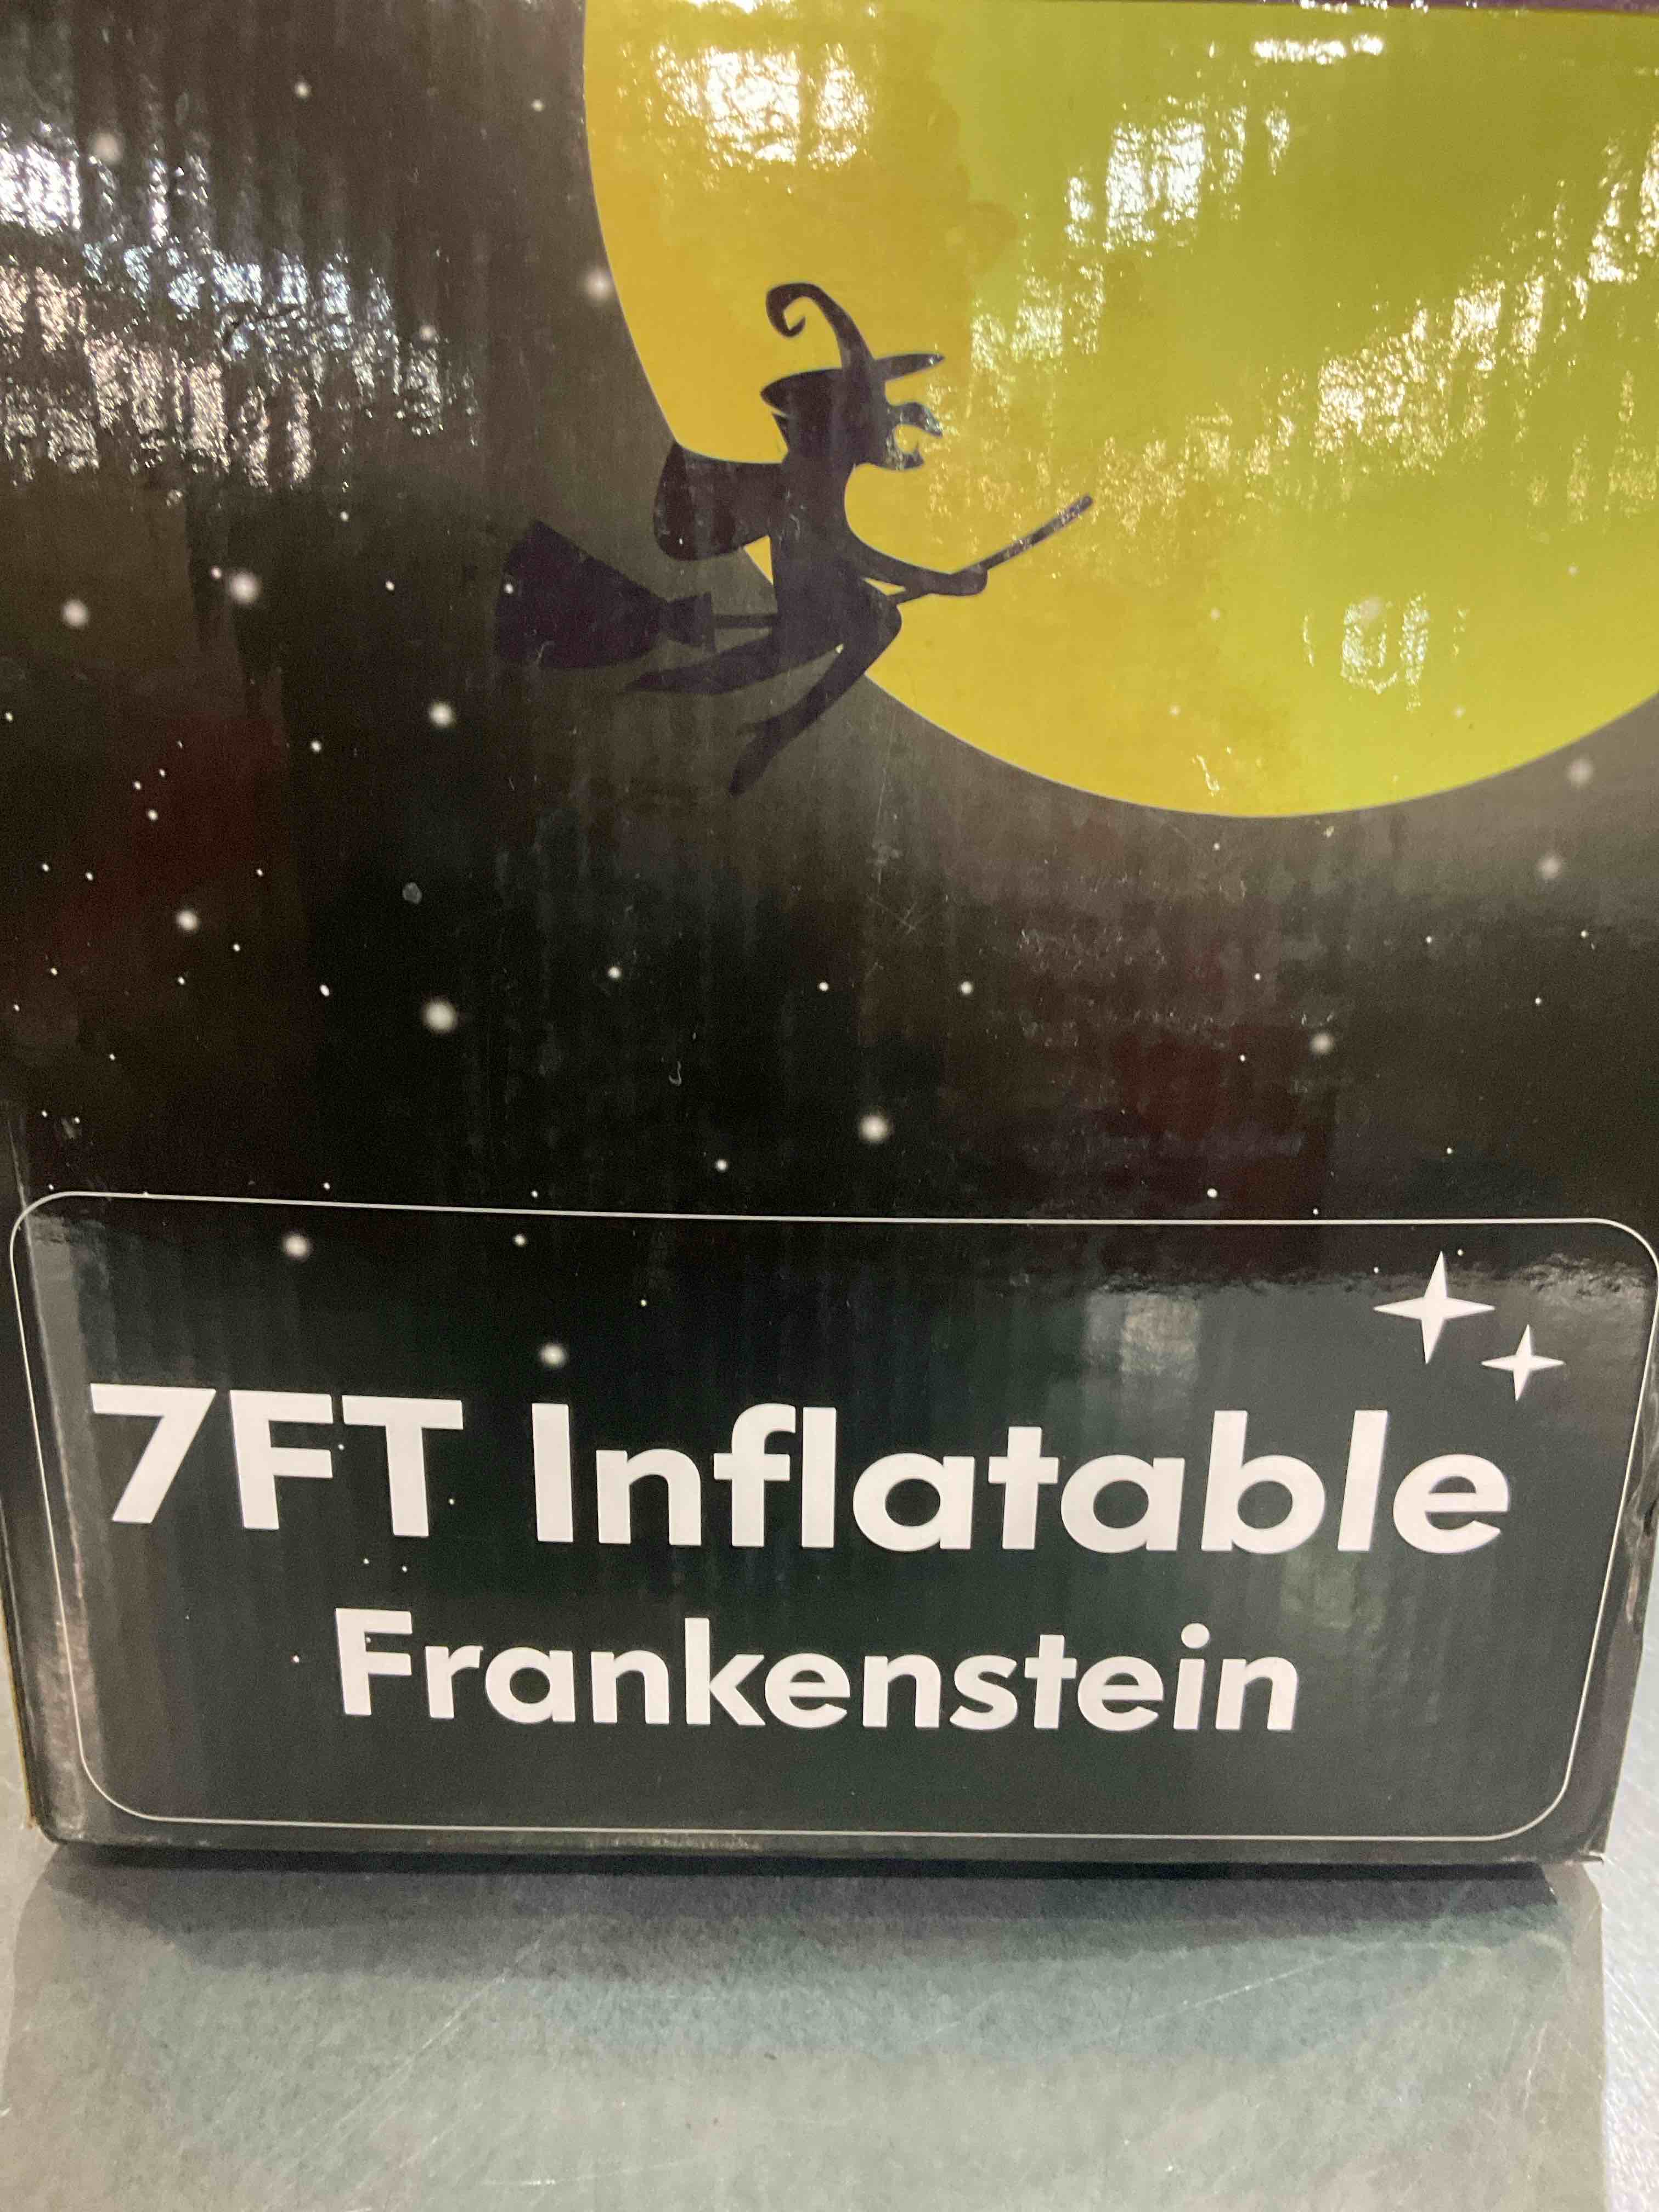 7FT Inflatable
Frankenstein